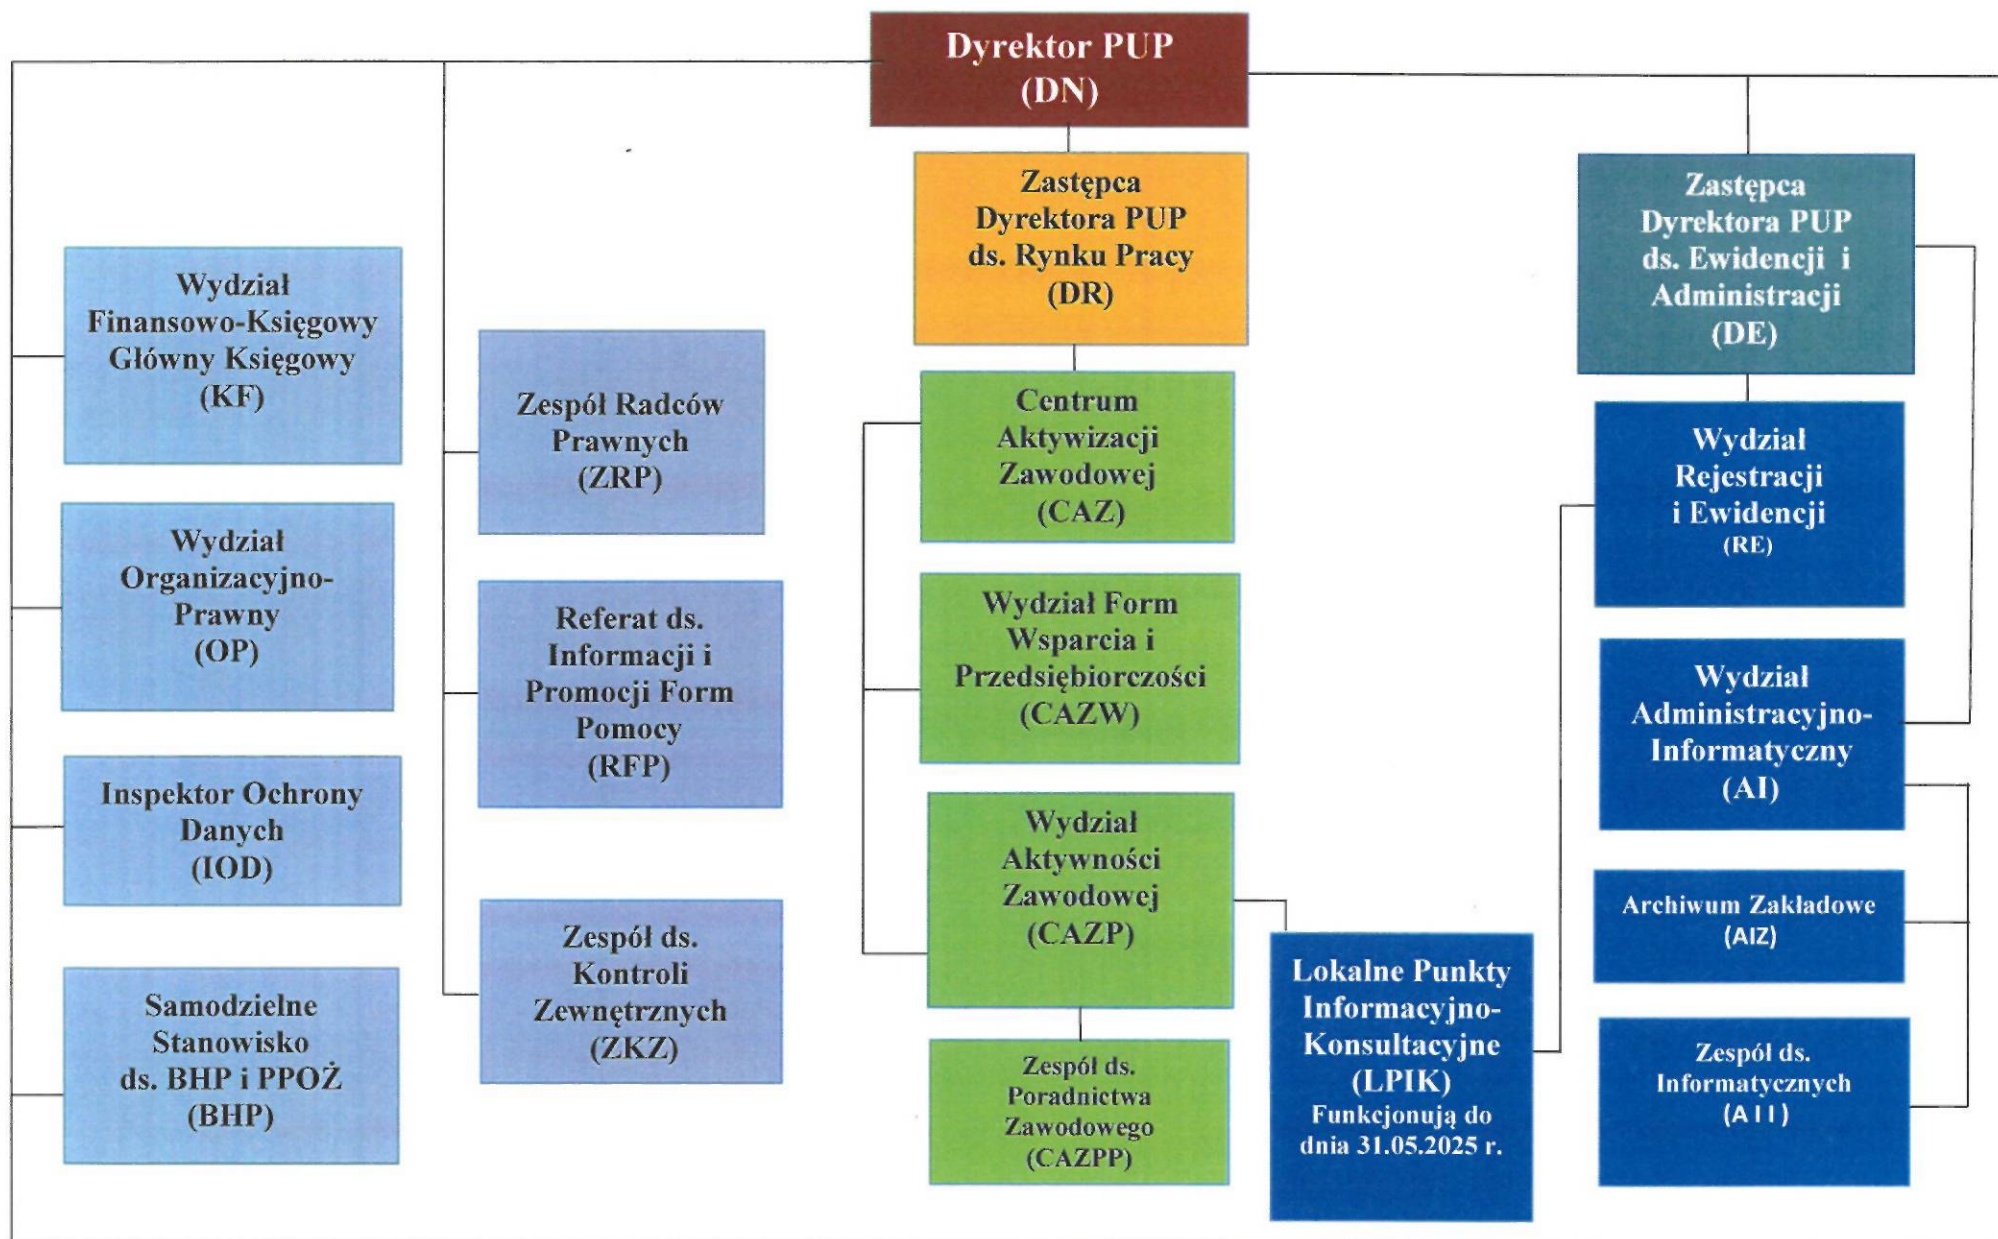 Dyrektor PUP
(DN)
Zastępca
Dyrektora PUP
ds. Rynku Pracy
(DR)
Zastępca
Dyrektora PUP
ds. Ewidencji i
Administracji
(DE)
Wydział
Finansowo-Księgowy
Główny Księgowy
(KF)
Wydział
Organizacyjno-
Prawny
(OP)
Inspektor Ochrony
Danych
(IOD)
Samodzielne
Stanowisko
ds. BHP i PPOŻ
(BHP)
Zespół Radców
Prawnych
(ZRP)
Referat ds.
Informacji i
Promocji Form
Pomocy
(RFP)
Zespół ds.
Kontroli
Zewnętrznych
(ZKZ)
Centrum
Aktywizacji
Zawodowej
(CAZ)
Wydział Form
Wsparcia i
Przedsiębiorczości
(CAZW)
Wydział
Aktywności
Zawodowej
(CAZP)
Zespół ds.
Poradnictwa
Zawodowego
(CAZPP)
Lokalne Punkty
Informacyjno-
Konsultacyjne
(LPIK)
Funkcjonują do
dnia 31.05.2025 r.
Wydział
Rejestracji
i Ewidencji
(RE)
Wydział
Administracyjno-
Informatyczny
(AI)
Archiwum Zakładowe
(AIZ)
Zespół ds.
Informatycznych
(A I I)